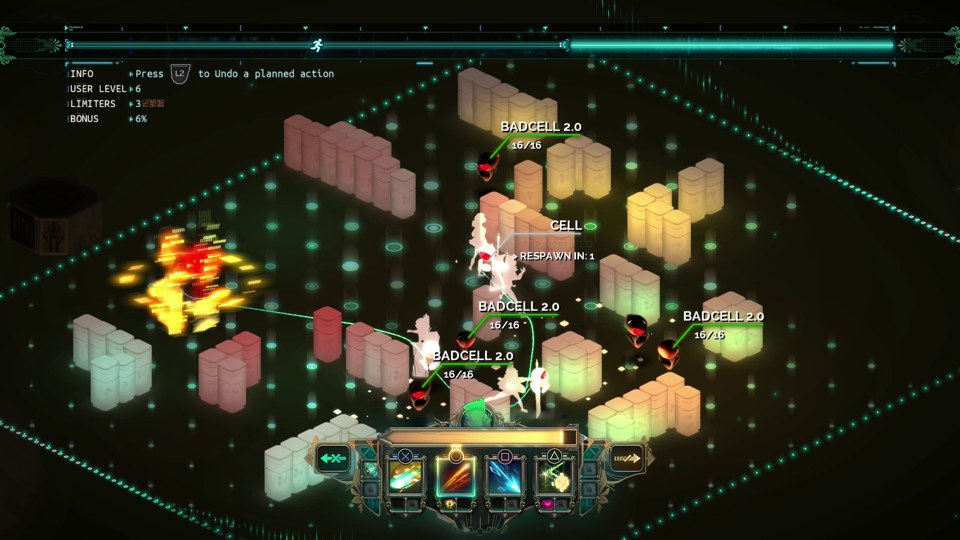 INFO Press L2 to Undo a planned action
USER LEVEL 6
LIMITERS 3
BONUS 6%
BADCELL 2.0
16/16
CELL
RESPAWN IN: 1
BADCELL 2.0
16/16
BADCELL 2.0
16/16
BADCELL 2.0
16/16